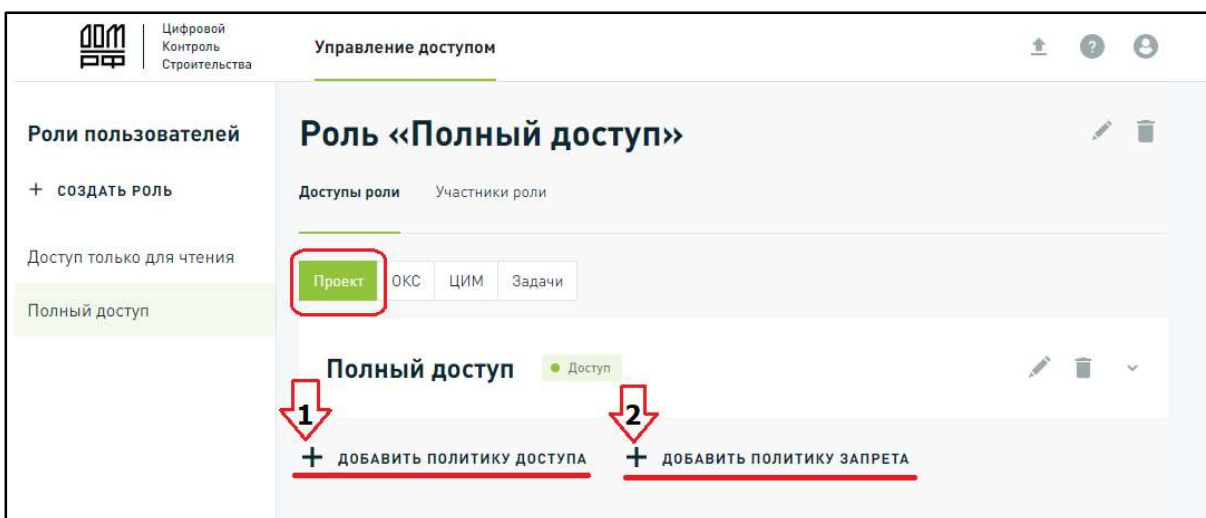 ДОМ
РФ
Цифровой
Контроль
Строительства
Управление доступом
?
Роли пользователей
+ СОЗДАТЬ РОЛЬ
Доступ только для чтения
Полный доступ
Роль «Полный доступ»
Доступы роли Участники роли
Проект ОКС ЦИМ Задачи
Полный доступ Доступ
1 2
+ ДОБАВИТЬ ПОЛИТИКУ ДОСТУПА + ДОБАВИТЬ ПОЛИТИКУ ЗАПРЕТА